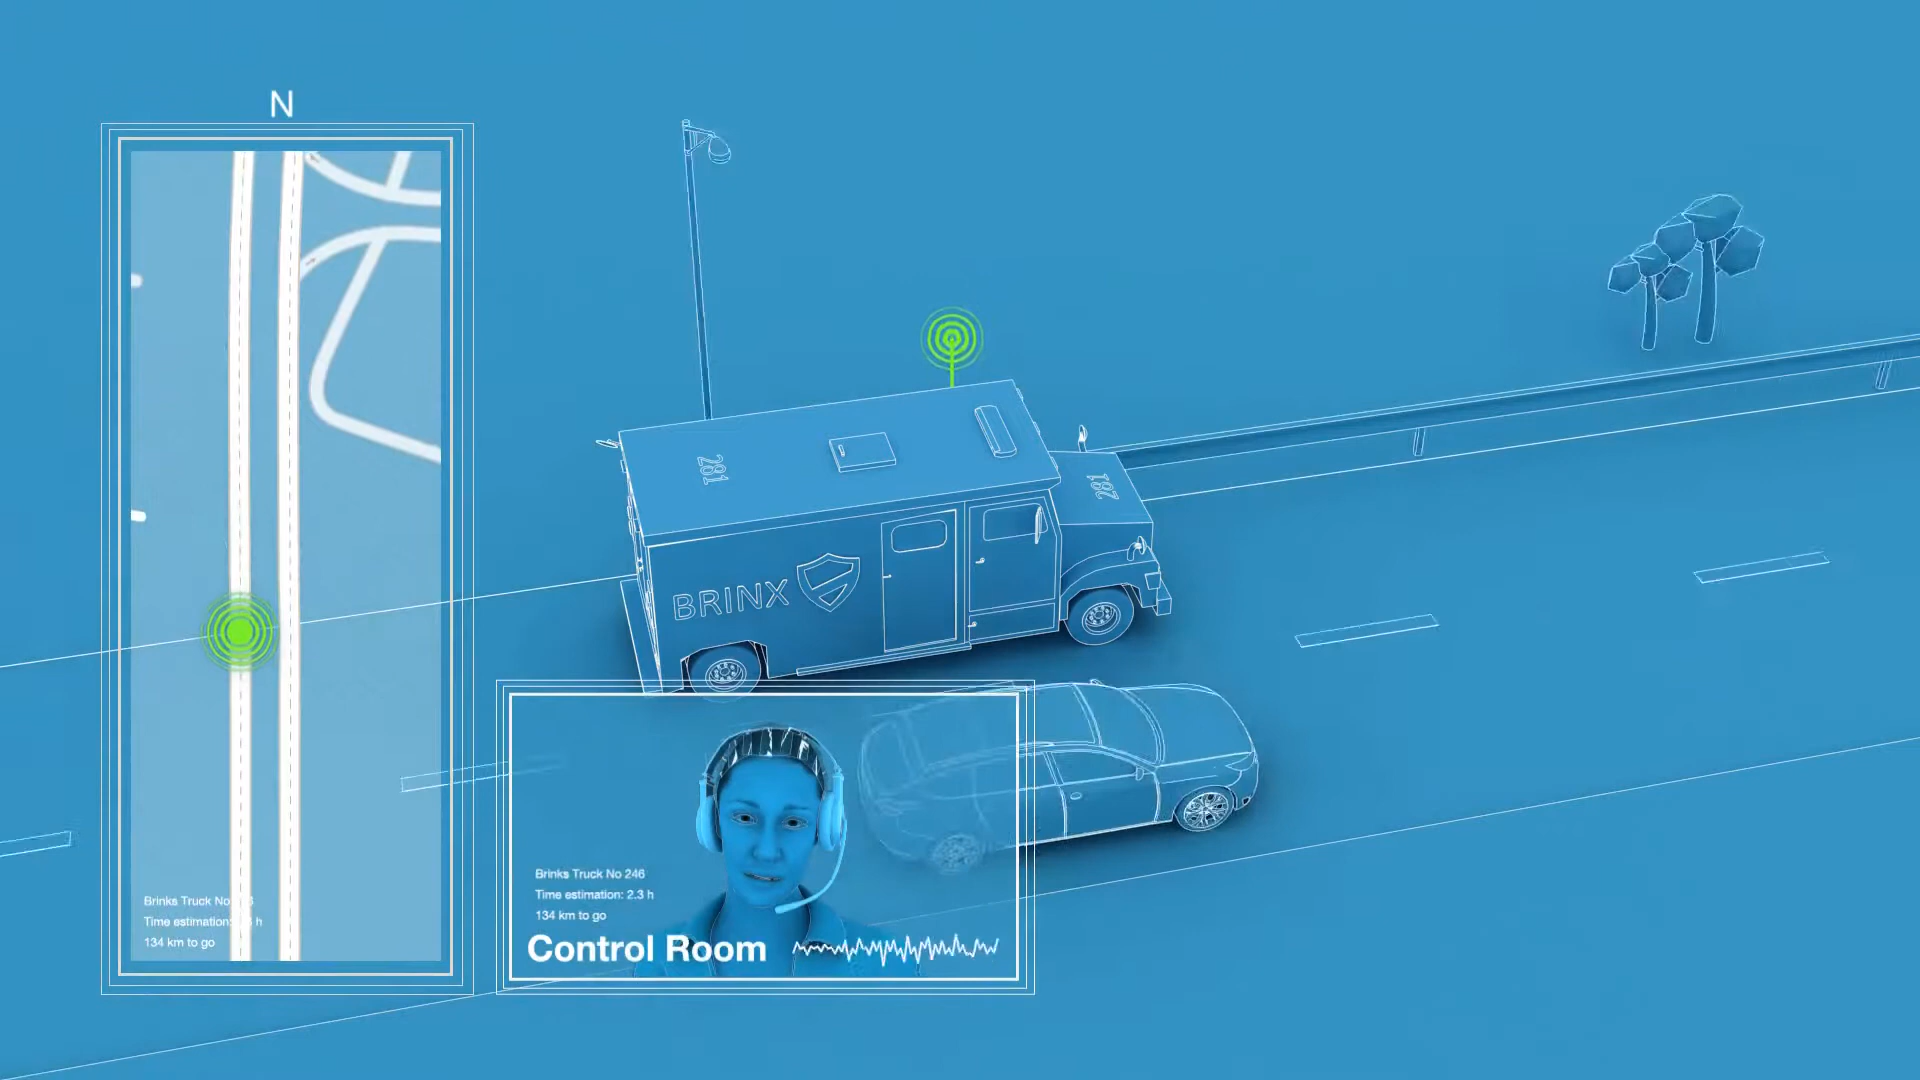 N
281
281
BRINX
Brinks Truck No
Time estimation: h
134 km to go
Brinks Truck No 246
Time estimation: 2.3 h
134 km to go
Control Room